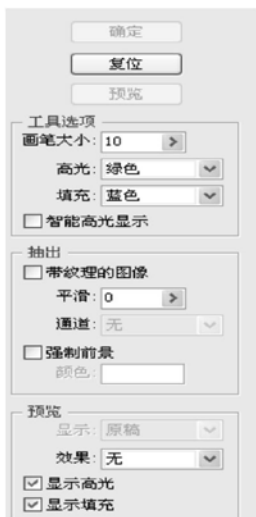 确定
复位
预览
工具选项
画笔大小: 10
高光: 绿色
填充: 蓝色
智能高光显示
抽出
带纹理的图像
平滑: 0
通道: 无
强制前景
颜色:
预览
显示: 原稿
效果: 无
显示高光
显示填充